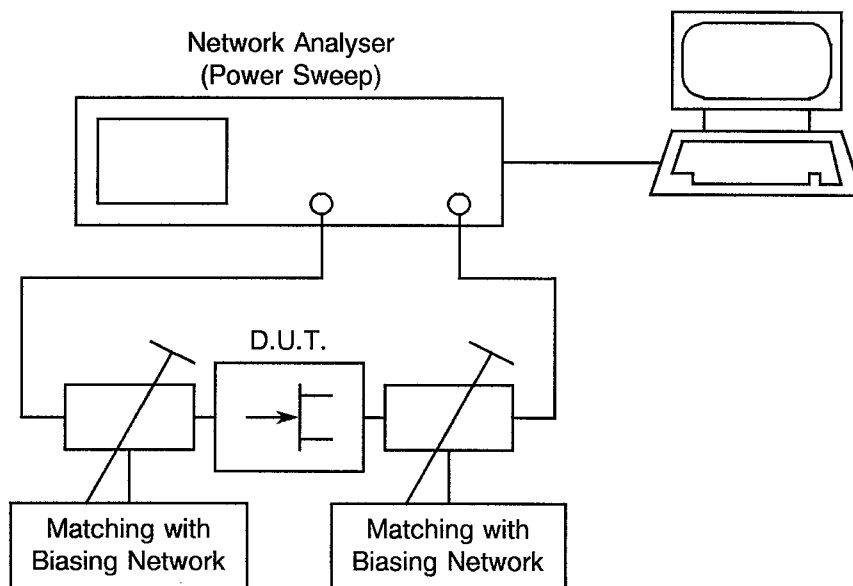 Network Analyser
(Power Sweep)
D.U.T.
Matching with
Biasing Network
Matching with
Biasing Network